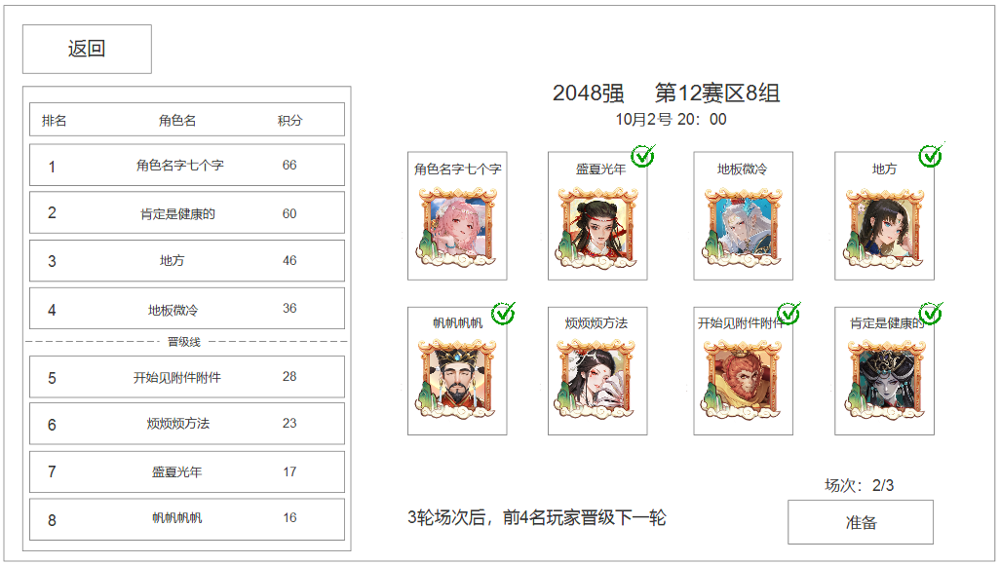 返回
排名 角色名 积分
1 角色名字七个字 66
2 肯定是健康的 60
3 地方 46
4 地板微冷 36
晋级线
5 开始见附件附件 28
6 烦烦烦方法 23
7 盛夏光年 17
8 帆帆帆帆 16
2048强 第12赛区8组
10月2号 20：00
角色名字七个字 盛夏光年 地板微冷 地方
帆帆帆帆 烦烦烦方法 开始见附件附件 肯定是健康的
场次：2/3
3轮场次后，前4名玩家晋级下一轮
准备